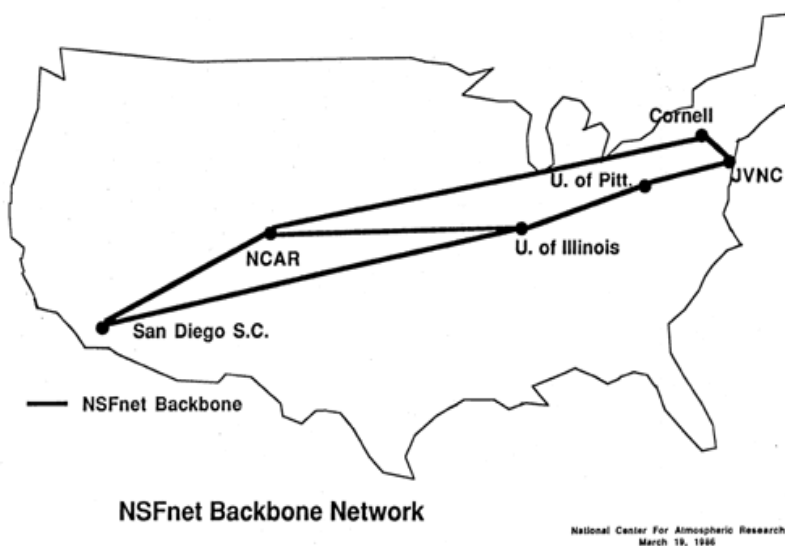 Cornell
U. of Pitt.
JVNC
U. of Illinois
NCAR
San Diego S.C.
NSFnet Backbone
NSFnet Backbone Network
National Center For Atmospheric Research
March 19, 1986